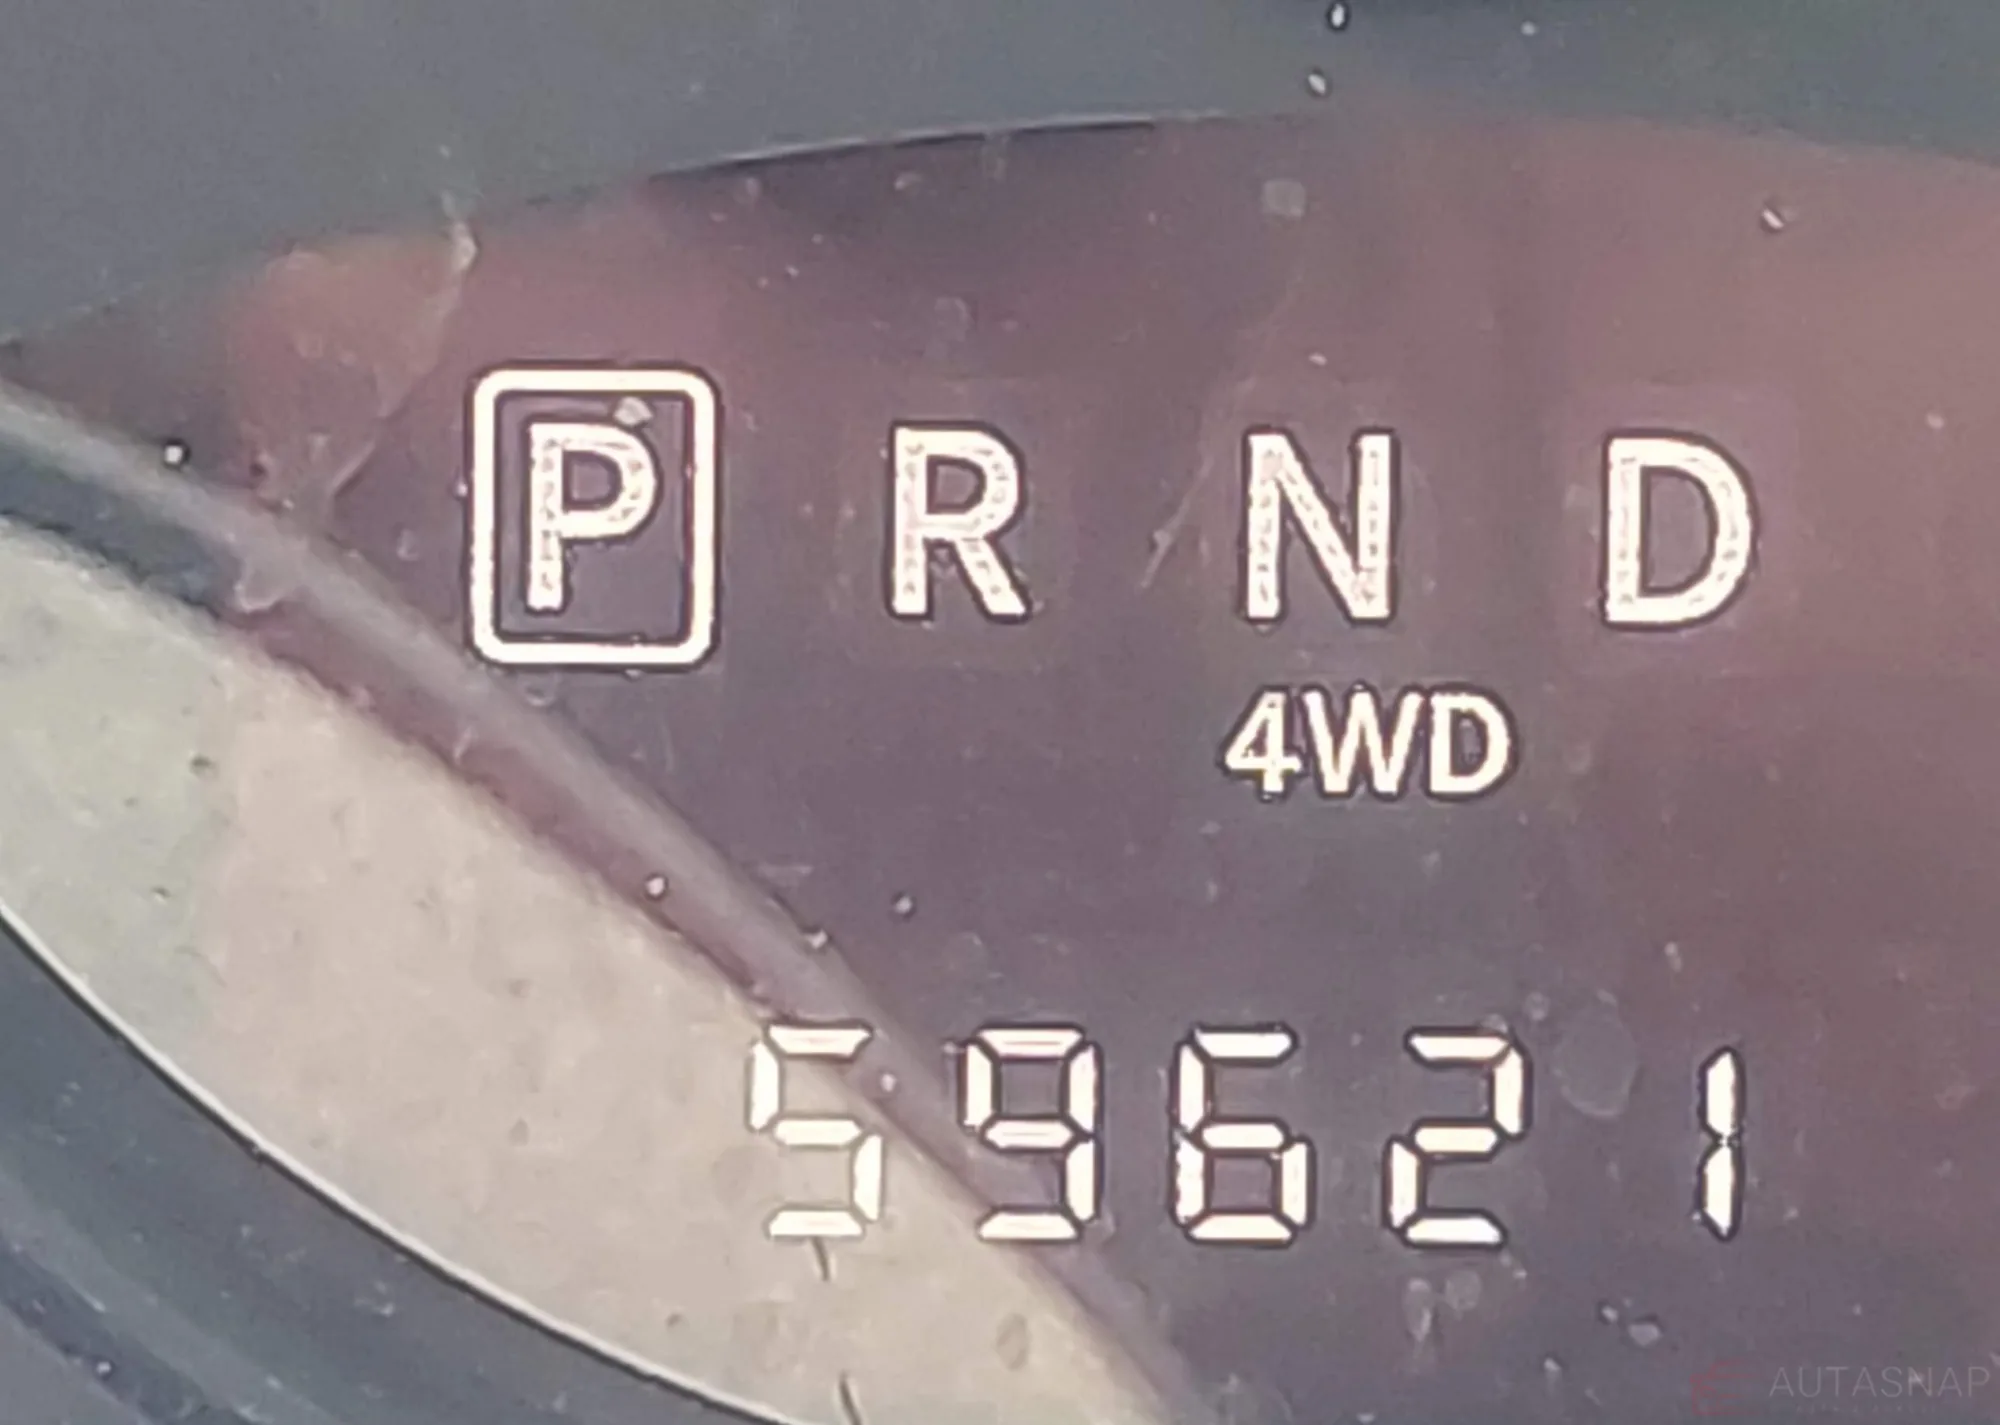 P R N D
4WD
59621
AUTASNAP